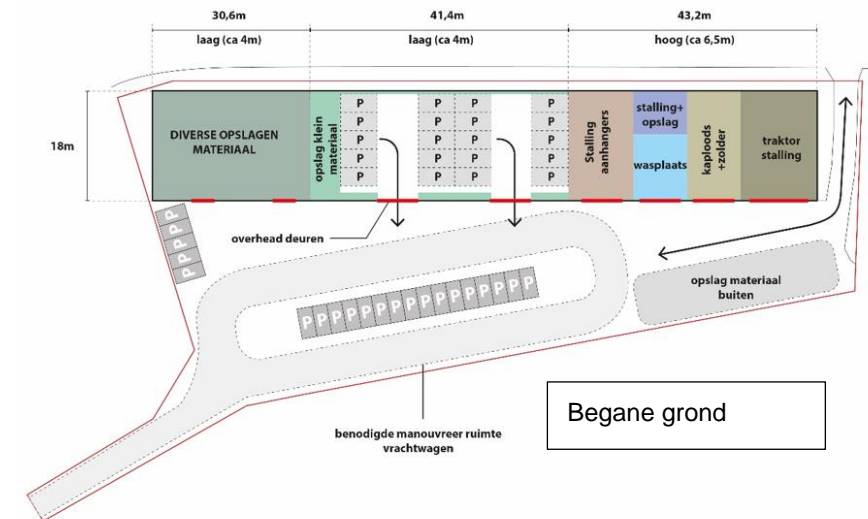 30,6m 41,4m 43,2m
laag (ca 4m) laag (ca 4m) hoog (ca 6,5m)
18m
DIVERSE OPSLAGEN
MATERIAAL
opslag klein
materiaal
P P P P
P P P P
P P P P
P P P P
P P P P
Stalling
aanhangers
stalling+
opslag
wasplaats
kaploods
+zolder
traktor
stalling
P P P P P
overhead deuren
P P P P P P P P P P P P P P P P
opslag materiaal
buiten
benodigde manouvreer ruimte
vrachtwagen
Begane grond